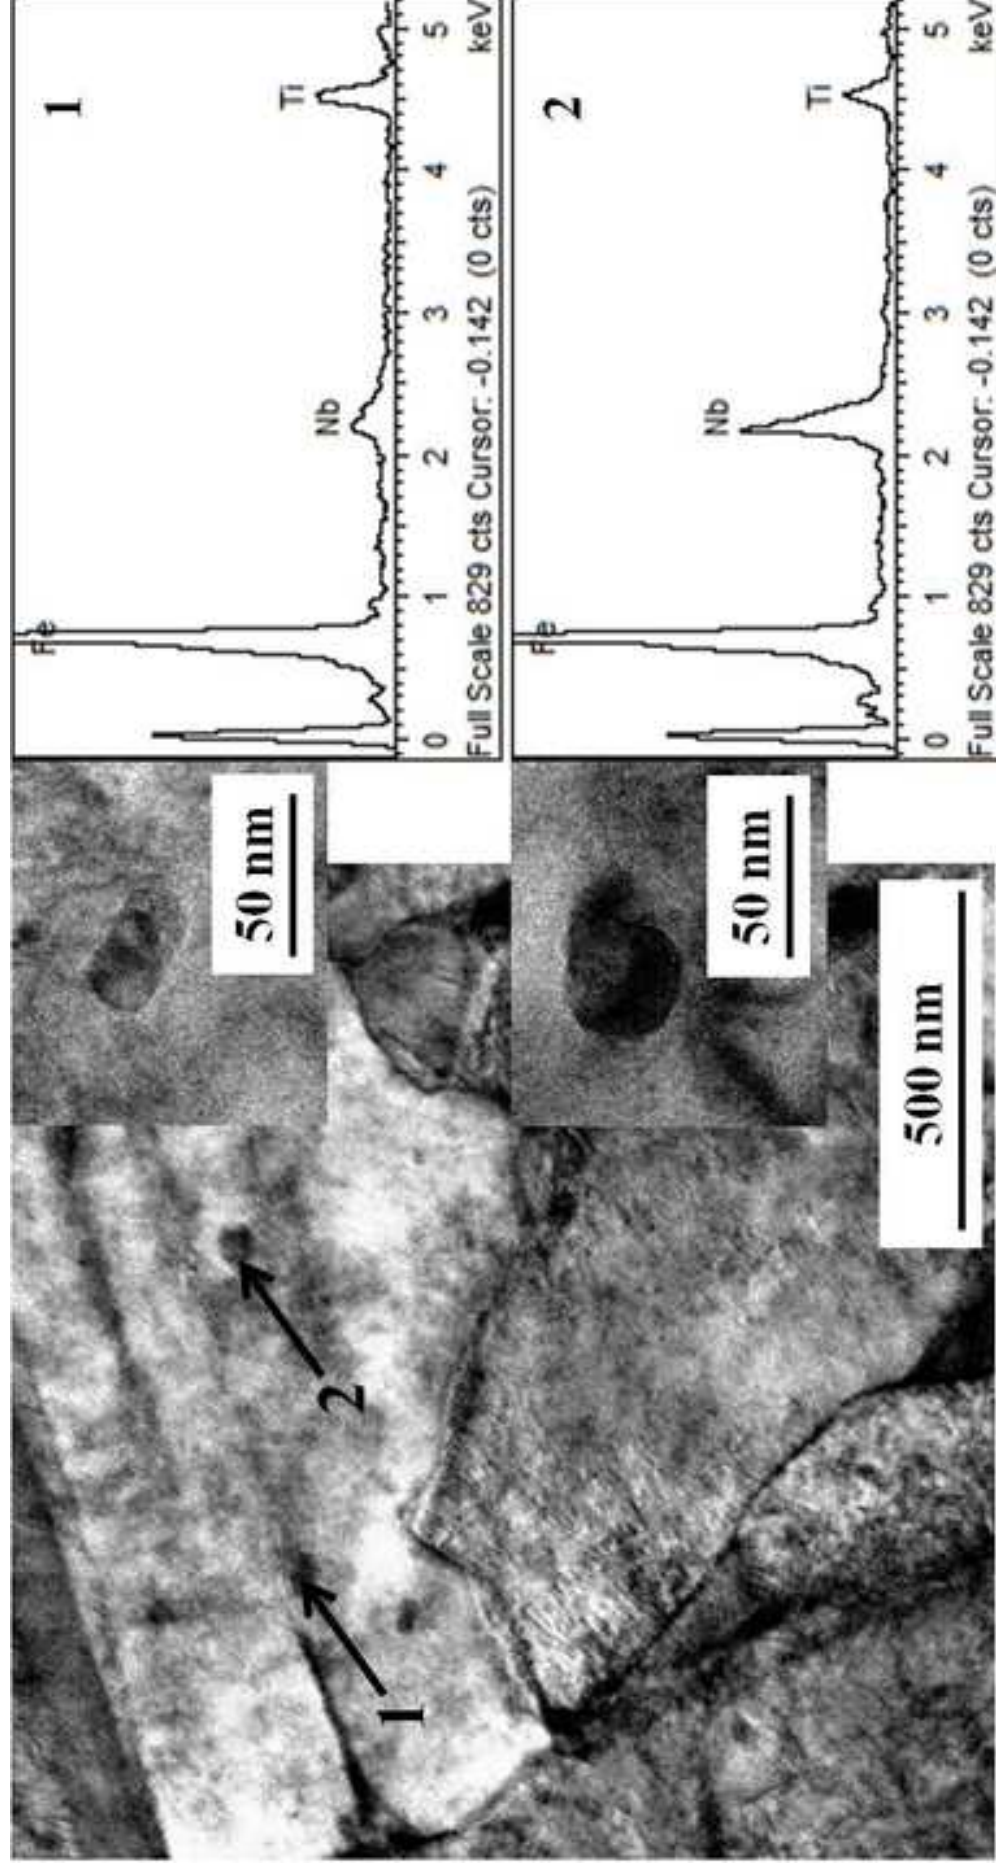 1
2
50 nm
50 nm
500 nm
1
Fe
Nb
Ti
0 1 2 3 4 5
Full Scale 829 cts Cursor: -0.142 (0 cts) keV
2
Fe
Nb
Ti
0 1 2 3 4 5
Full Scale 829 cts Cursor: -0.142 (0 cts) keV